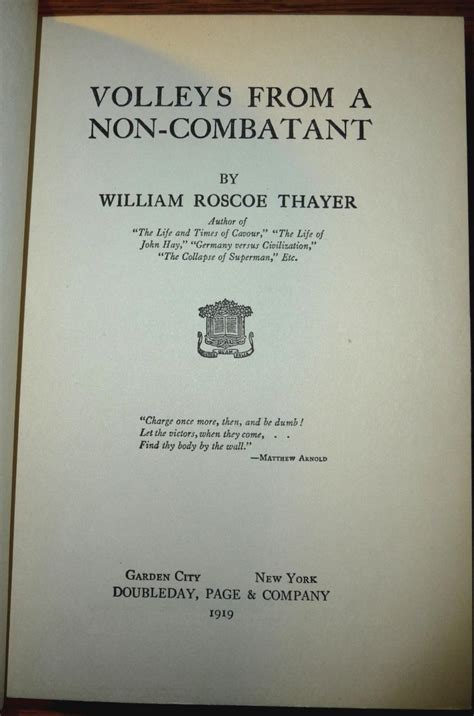 VOLLEYS FROM A
NON-COMBATANT
BY
WILLIAM ROSCOE THAYER
Author of
"The Life and Times of Cavour," "The Life of
John Hay," "Germany versus Civilization,"
"The Collapse of Superman," Etc.
"Charge once more, then, and be dumb!
Let the victors, when they come, . .
Find thy body by the wall."
—MATTHEW ARNOLD
GARDEN CITY NEW YORK
DOUBLEDAY, PAGE & COMPANY
1919